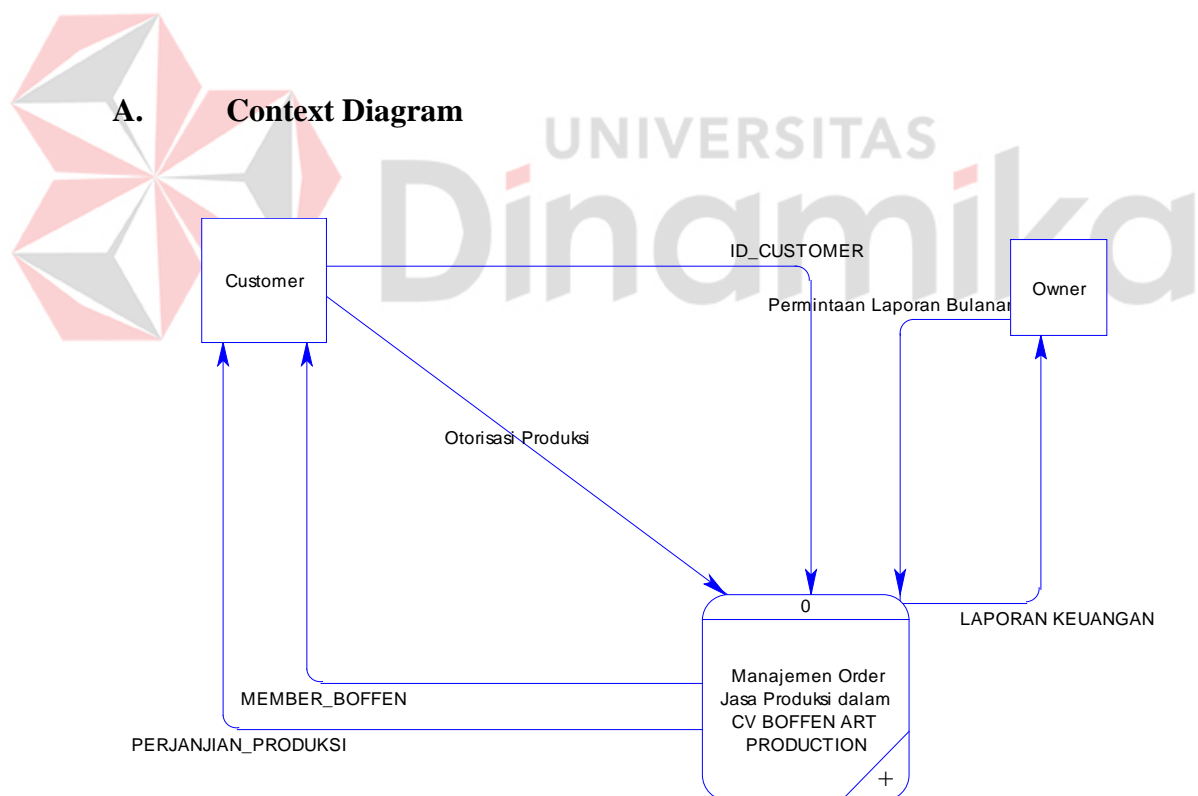 A. Context Diagram
UNIVERSITAS
Dinamika
Customer
ID_CUSTOMER
Permintaan Laporan Bulanan
Owner
Otorisasi Produksi
0
LAPORAN KEUANGAN
Manajemen Order
Jasa Produksi dalam
CV BOFFEN ART
PRODUCTION
+
MEMBER_BOFFEN
PERJANJIAN_PRODUKSI